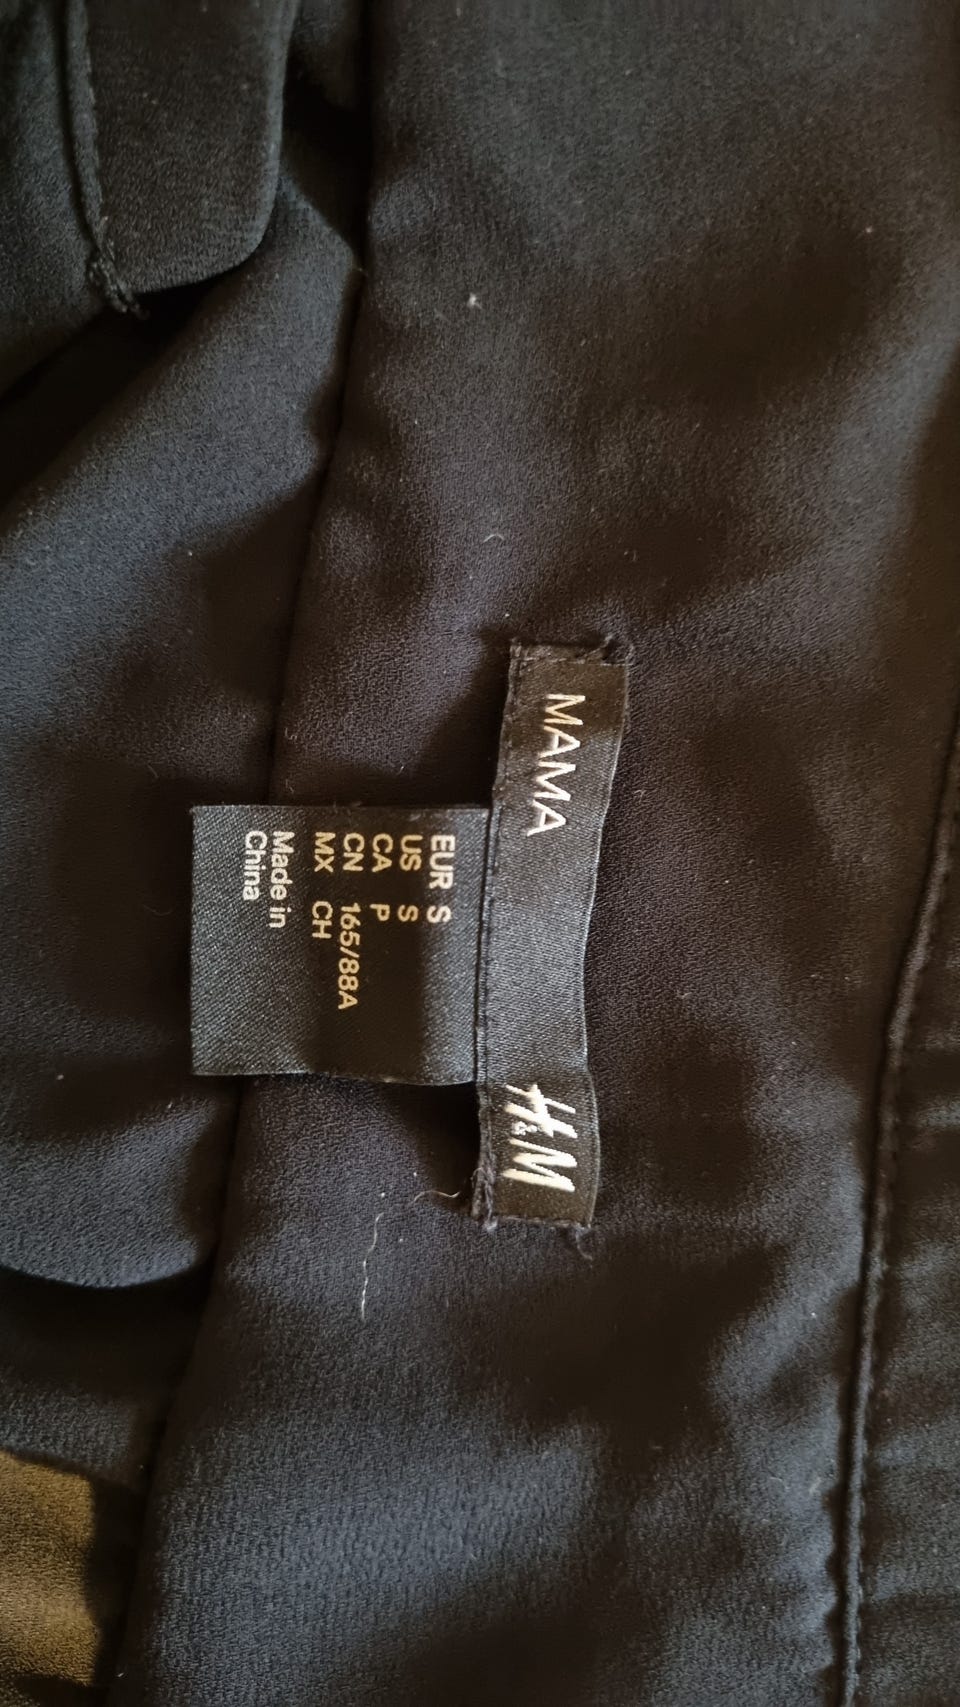 MAMA
H&M
EUR S
US S
CA P
CN 165/88A
MX CH
Made in
China